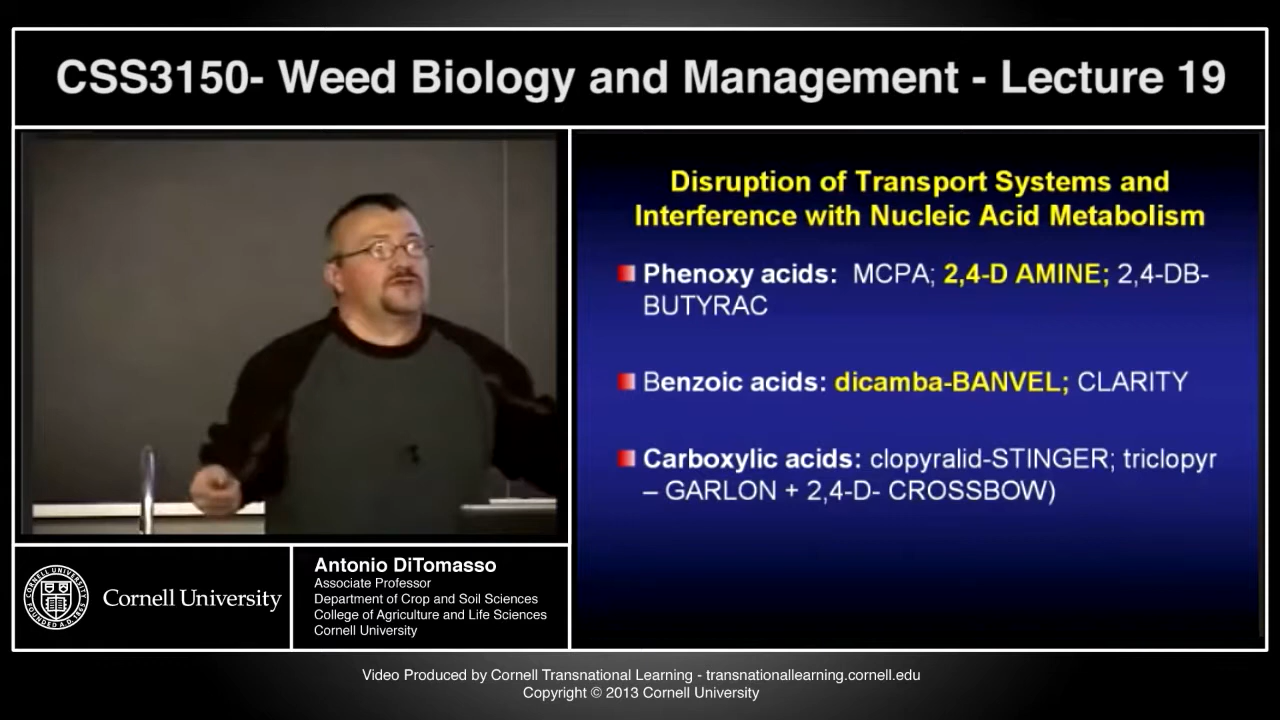 CSS3150- Weed Biology and Management - Lecture 19
Disruption of Transport Systems and
Interference with Nucleic Acid Metabolism
Phenoxy acids: MCPA; 2,4-D AMINE; 2,4-DB-
BUTYRAC
Benzoic acids: dicamba-BANVEL; CLARITY
Carboxylic acids: clopyralid-STINGER; triclopyr
– GARLON + 2,4-D- CROSSBOW)
Cornell University
Antonio DiTomasso
Associate Professor
Department of Crop and Soil Sciences
College of Agriculture and Life Sciences
Cornell University
Video Produced by Cornell Transnational Learning - transnationallearning.cornell.edu
Copyright © 2013 Cornell University